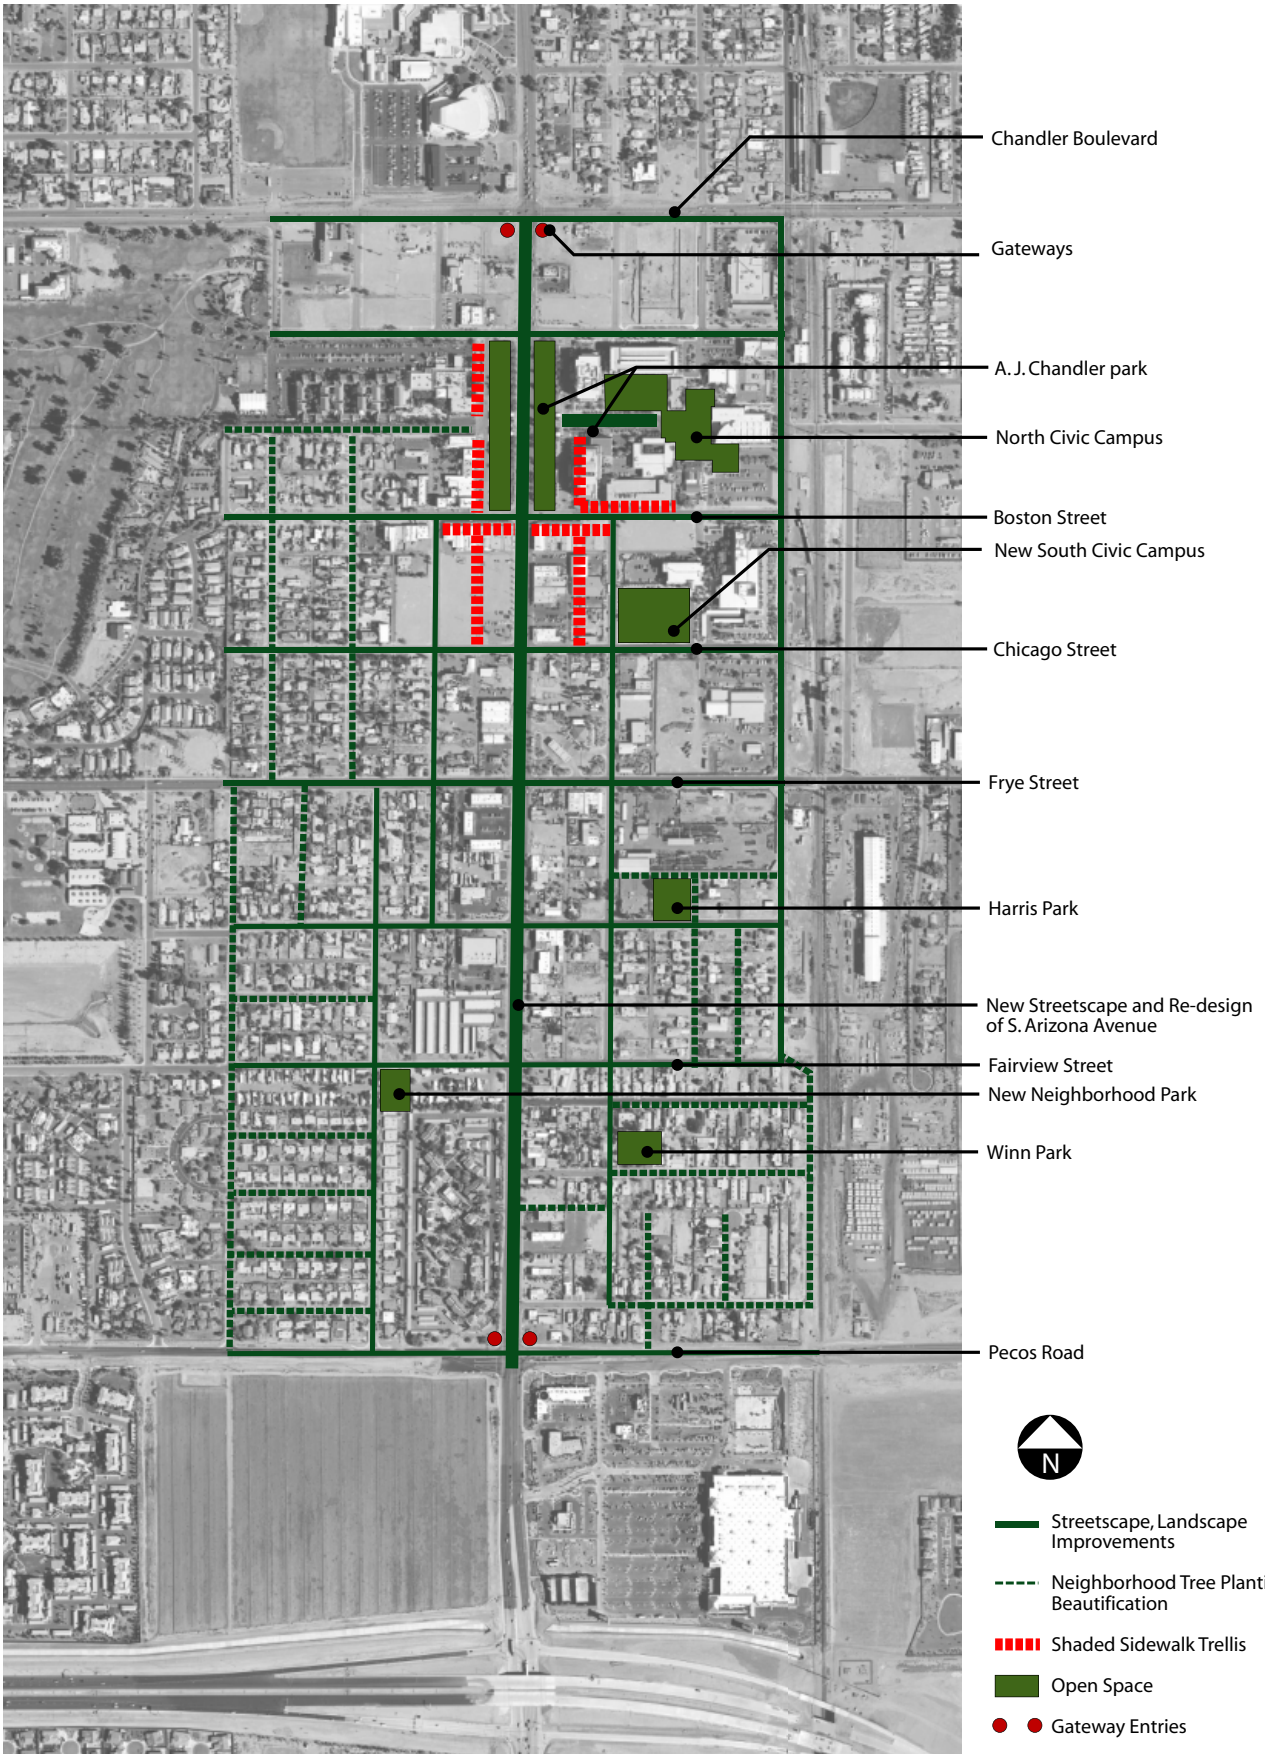 Chandler Boulevard
Gateways
A. J. Chandler park
North Civic Campus
Boston Street
New South Civic Campus
Chicago Street
Frye Street
Harris Park
New Streetscape and Re-design
of S. Arizona Avenue
Fairview Street
New Neighborhood Park
Winn Park
Pecos Road
N
Streetscape, Landscape
Improvements
Neighborhood Tree Planti
Beautification
Shaded Sidewalk Trellis
Open Space
Gateway Entries